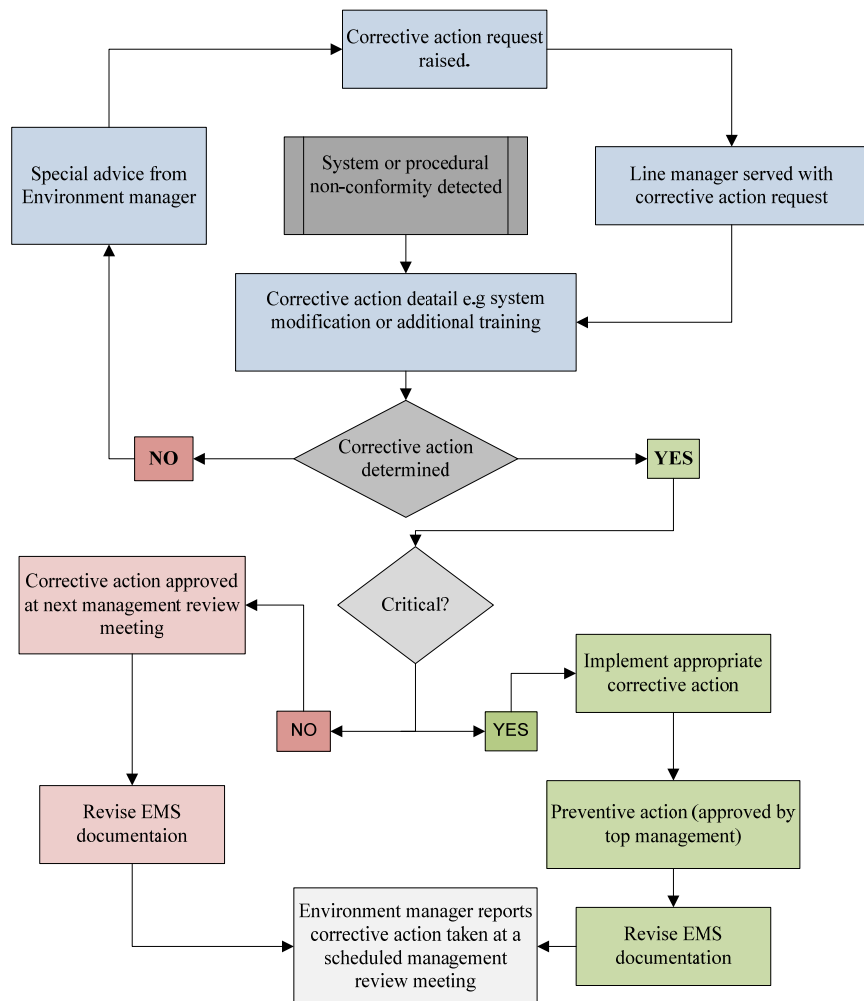 Corrective action request
raised.
Special advice from
Environment manager
System or procedural
non-conformity detected
Line manager served with
corrective action request
Corrective action deatail e.g system
modification or additional training
Corrective action
determined
NO
YES
Critical?
Corrective action approved
at next management review
meeting
Implement appropriate
corrective action
NO
YES
Revise EMS
documentaion
Preventive action (approved by
top management)
Environment manager reports
corrective action taken at a
scheduled management
review meeting
Revise EMS
documentation